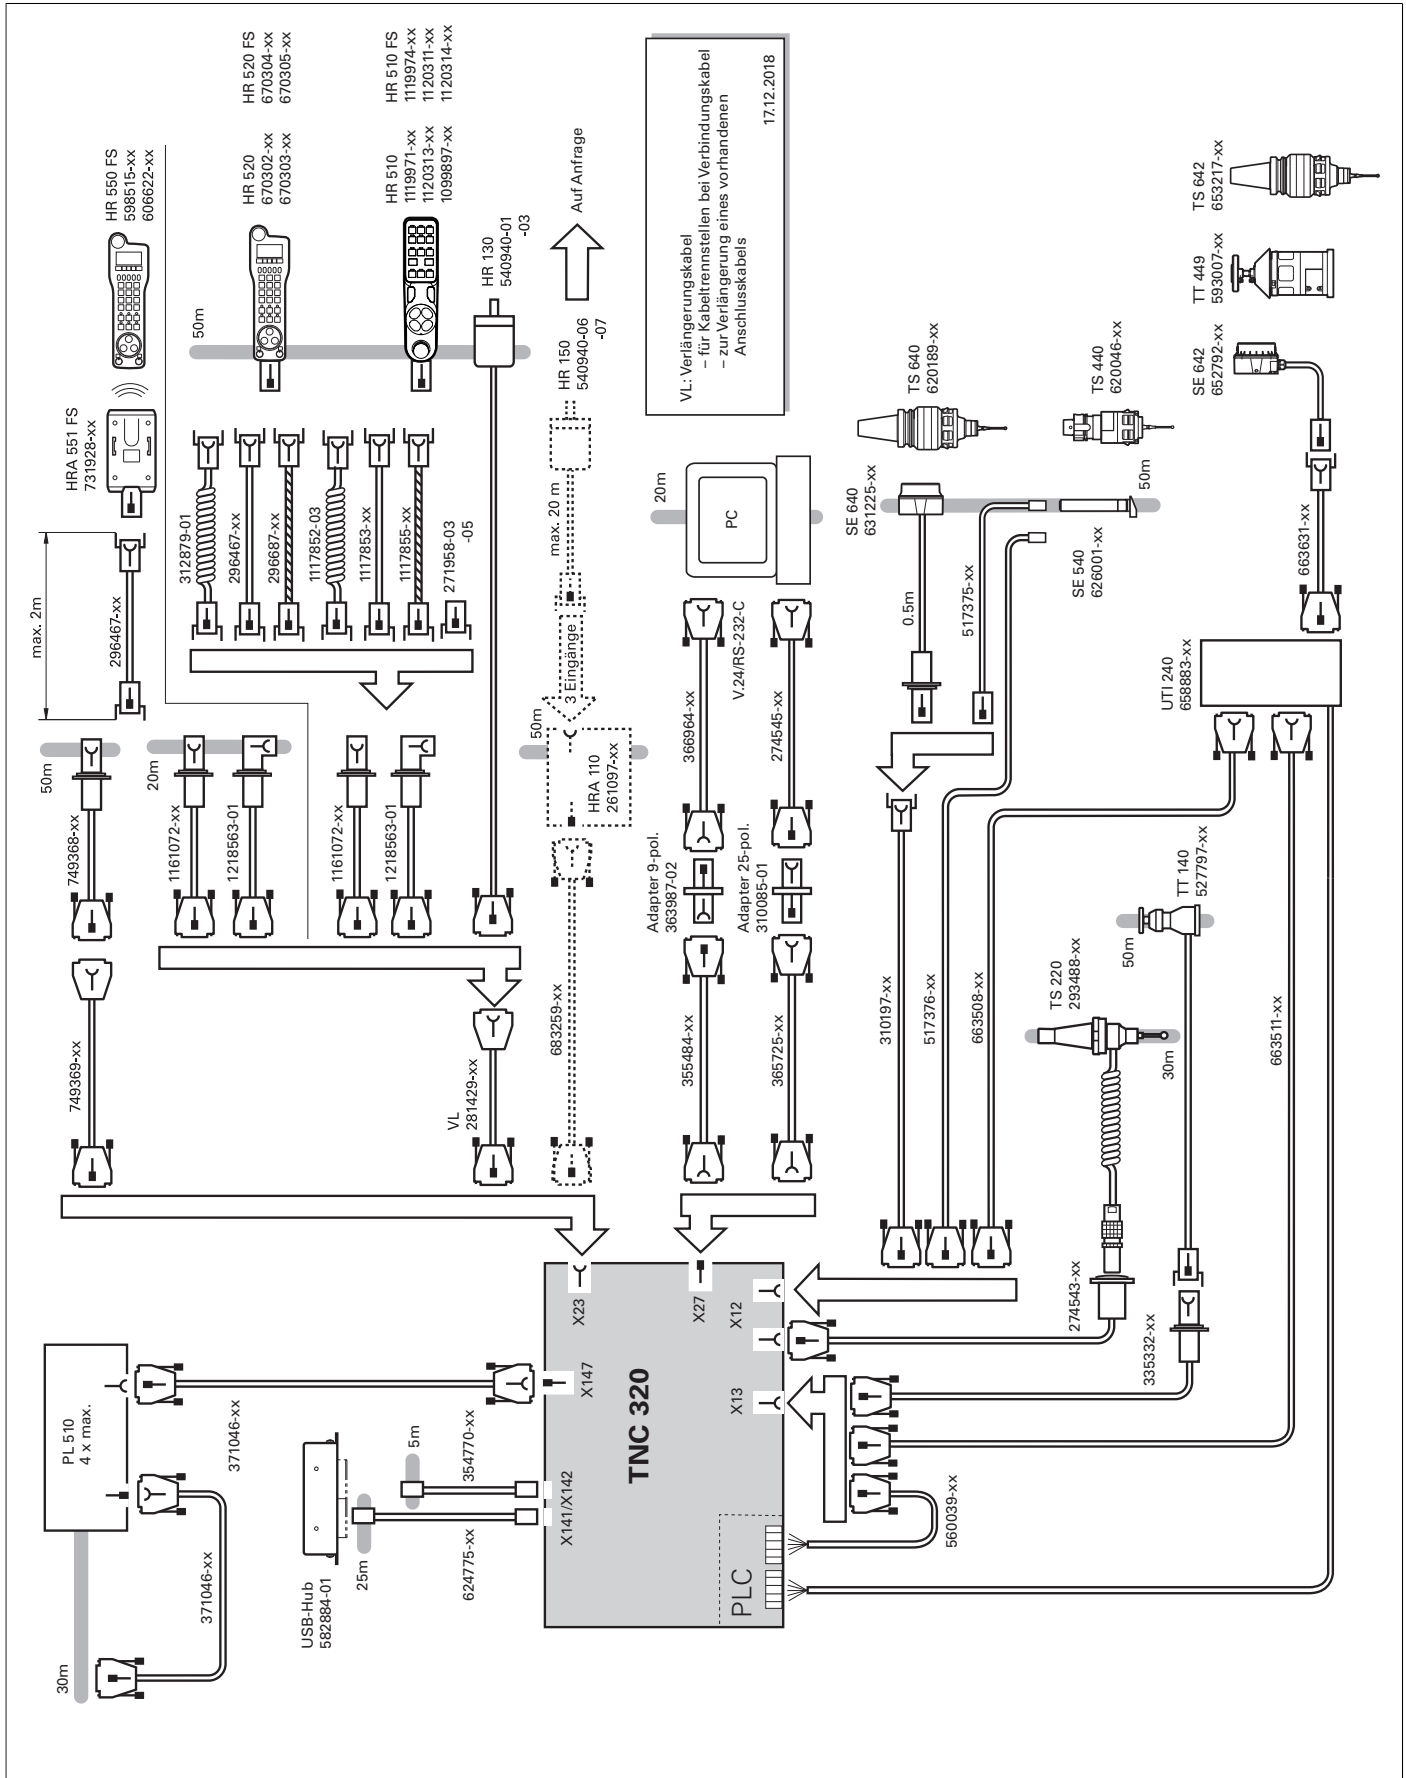 HR 550 FS
598515-xx
606622-xx
HRA 551 FS
731928-xx
max. 2m
296467-xx
50m
749368-xx
749369-xx
HR 520
670302-xx
670303-xx
HR 520 FS
670304-xx
670305-xx
HR 510
1119971-xx
1120313-xx
1099897-xx
HR 510 FS
1119974-xx
1120311-xx
1120314-xx
50m
312879-01
296467-xx
296687-xx
1117852-03
1117853-xx
1117855-xx
271958-03
-05
20m
1161072-xx
1218563-01
1161072-xx
1218563-01
HR 130
540940-01
-03
VL
281429-xx
HR 150
540940-06
-07
Auf Anfrage
max. 20 m
3 Eingänge
50m
HRA 110
261097-xx
683259-xx
VL: Verlängerungskabel
– für Kabeltrennstellen bei Verbindungskabel
– zur Verlängerung eines vorhandenen
Anschlusskabels
17.12.2018
20m
PC
V.24/RS-232-C
366964-xx
274545-xx
Adapter 9-pol.
363987-02
Adapter 25-pol.
310085-01
355484-xx
365725-xx
TS 640
620189-xx
TS 440
620046-xx
SE 640
631225-xx
50m
SE 540
626001-xx
0.5m
517375-xx
310197-xx
517376-xx
663508-xx
TS 642
653217-xx
TT 449
593007-xx
SE 642
652792-xx
663631-xx
UTI 240
658883-xx
663511-xx
TT 140
527797-xx
50m
TS 220
293488-xx
30m
274543-xx
335332-xx
560039-xx
X23
X27
X12
X13
X147
X141/X142
TNC 320
PLC
PL 510
4 x max.
371046-xx
371046-xx
30m
USB-Hub
582884-01
25m
5m
354770-xx
624775-xx